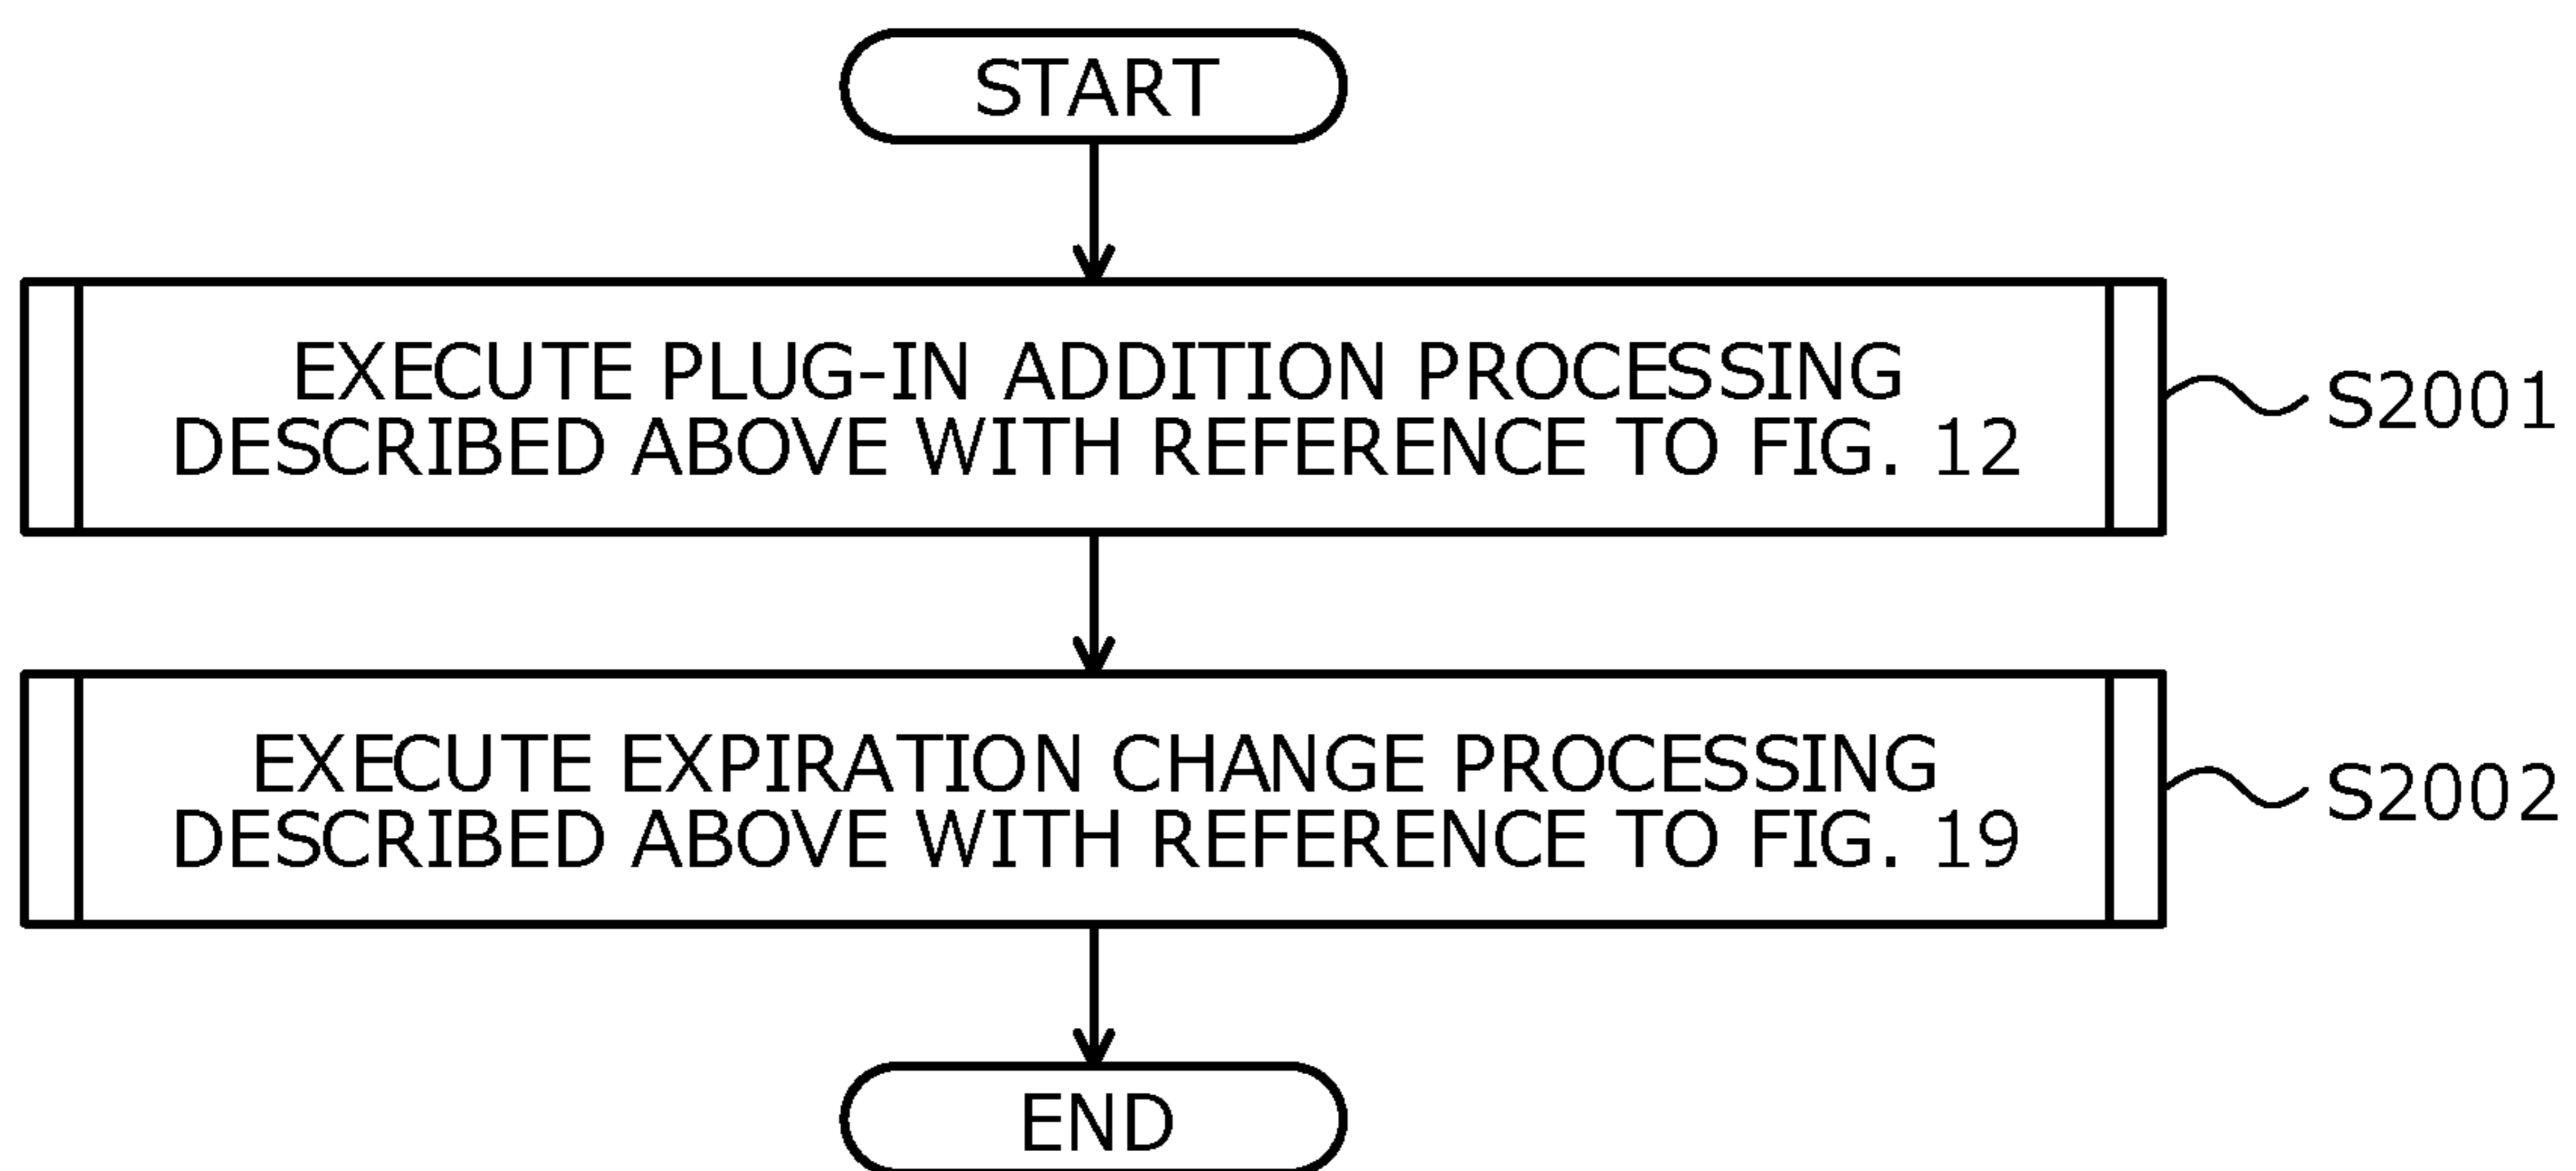 START
EXECUTE PLUG-IN ADDITION PROCESSING
DESCRIBED ABOVE WITH REFERENCE TO FIG. 12
S2001
EXECUTE EXPIRATION CHANGE PROCESSING
DESCRIBED ABOVE WITH REFERENCE TO FIG. 19
S2002
END